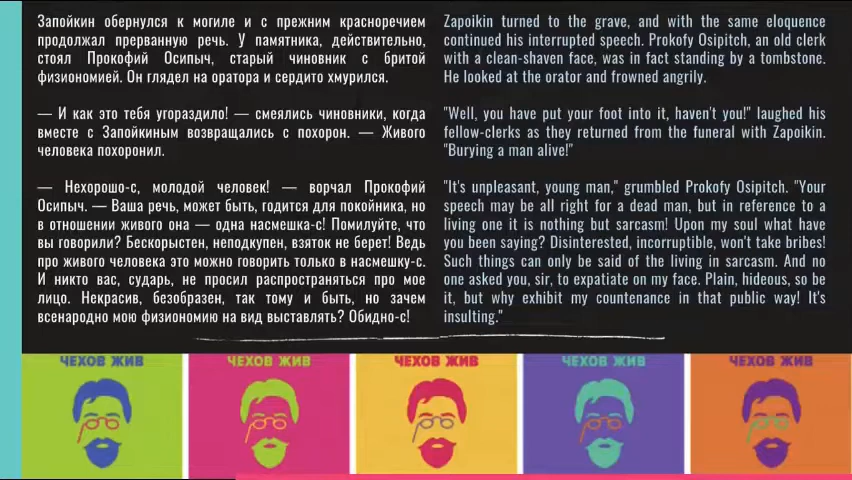 Запойкин обернулся к могиле и с прежним красноречием
продолжал прерванную речь. У памятника, действительно,
стоял Прокофий Осипыч, старый чиновник с бритой
физиономией. Он глядел на оратора и сердито хмурился.
— И как это тебя угораздило! — смеялись чиновники, когда
вместе с Запойкиным возвращались с похорон. — Живого
человека похоронил.
— Нехорошо-с, молодой человек! — ворчал Прокофий
Осипыч. — Ваша речь, может быть, годится для покойника, но
в отношении живого она — одна насмешка-с! Помилуйте, что
вы говорили? Бескорыстен, неподкупен, взяток не берет! Ведь
про живого человека это можно говорить только в насмешку-с.
И никто вас, сударь, не просил распространяться про мое
лицо. Некрасив, безобразен, так тому и быть, но зачем
всенародно мою физиономию на вид выставлять? Обидно-с!
Zapoikin turned to the grave, and with the same eloquence
continued his interrupted speech. Prokofy Osipitch, an old clerk
with a clean-shaven face, was in fact standing by a tombstone.
He looked at the orator and frowned angrily.
"Well, you have put your foot into it, haven't you!" laughed his
fellow-clerks as they returned from the funeral with Zapoikin.
"Burying a man alive!"
"It's unpleasant, young man," grumbled Prokofy Osipitch. "Your
speech may be all right for a dead man, but in reference to a
living one it is nothing but sarcasm! Upon my soul what have
you been saying? Disinterested, incorruptible, won't take bribes!
Such things can only be said of the living in sarcasm. And no
one asked you, sir, to expatiate on my face. Plain, hideous, so be
it, but why exhibit my countenance in that public way! It's
insulting."
ЧЕХОВ ЖИВ
ЧЕХОВ ЖИВ
ЧЕХОВ ЖИВ
ЧЕХОВ ЖИВ
ЧЕХОВ ЖИВ